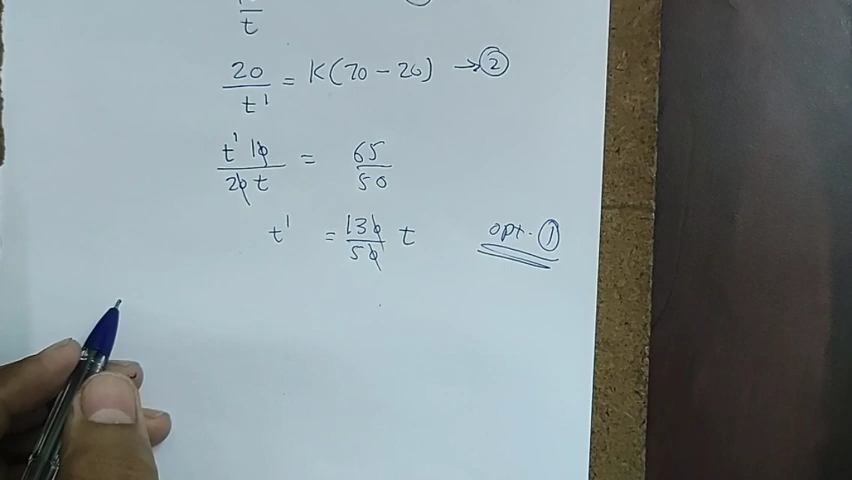 t
20/t' = K(70 - 20) → ②
t' 10/20 t = 65/50
t' = 130/50 t opt. ①